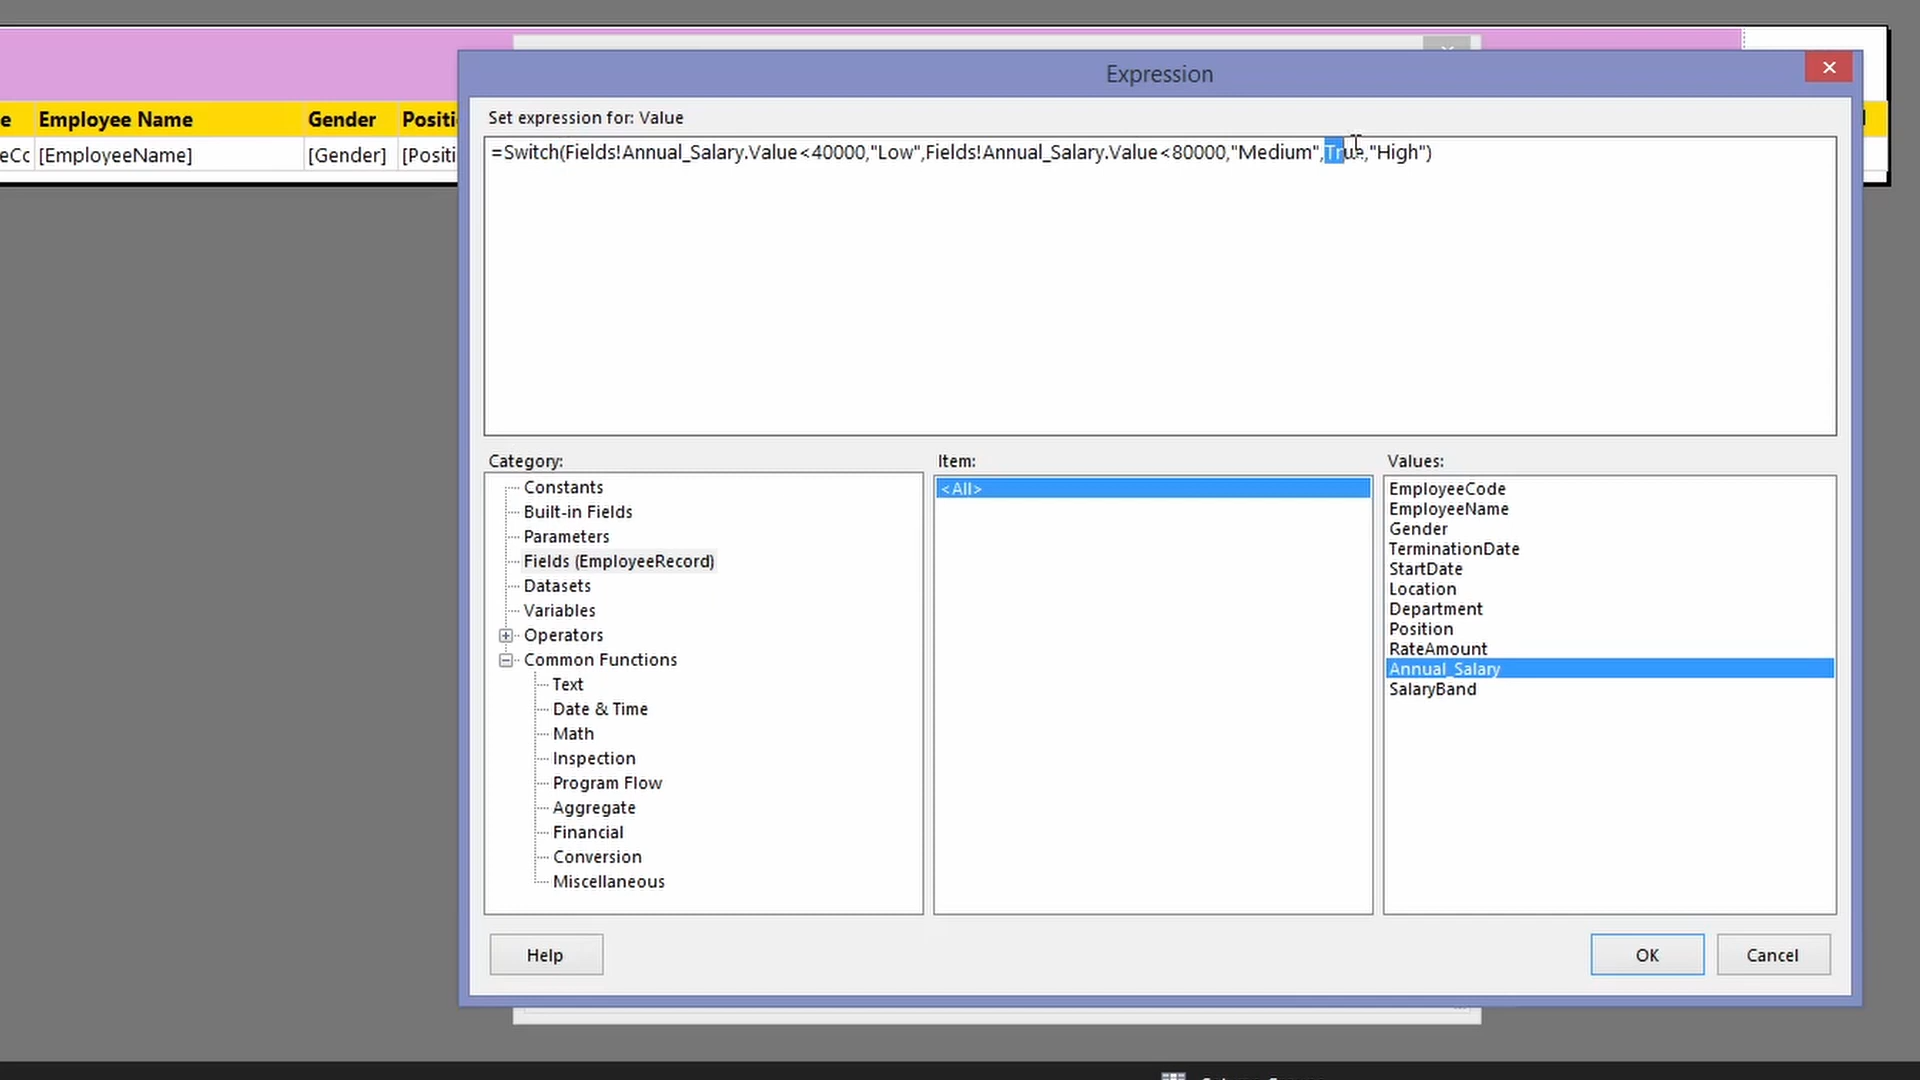 Expression
e Employee Name Gender Positi
eCc [EmployeeName] [Gender] [Positi
Set expression for: Value
=Switch(Fields!Annual_Salary.Value<40000,"Low",Fields!Annual_Salary.Value<80000,"Medium",True,"High")
Category:
Constants
Built-in Fields
Parameters
Fields (EmployeeRecord)
Datasets
Variables
Operators
Common Functions
Text
Date & Time
Math
Inspection
Program Flow
Aggregate
Financial
Conversion
Miscellaneous
Item:
<All>
Values:
EmployeeCode
EmployeeName
Gender
TerminationDate
StartDate
Location
Department
Position
RateAmount
Annual_Salary
SalaryBand
Help
OK
Cancel